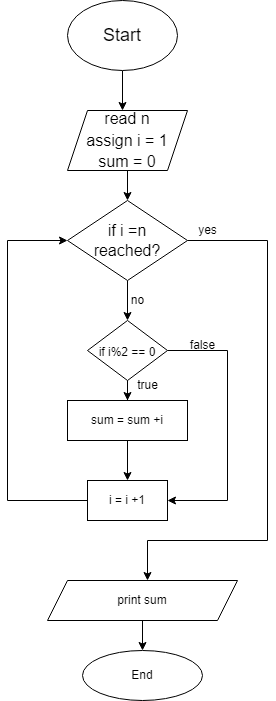 Start
read n
assign i = 1
sum = 0
if i =n
reached?
yes
no
if i%2 == 0
false
true
sum = sum +i
i = i +1
print sum
End